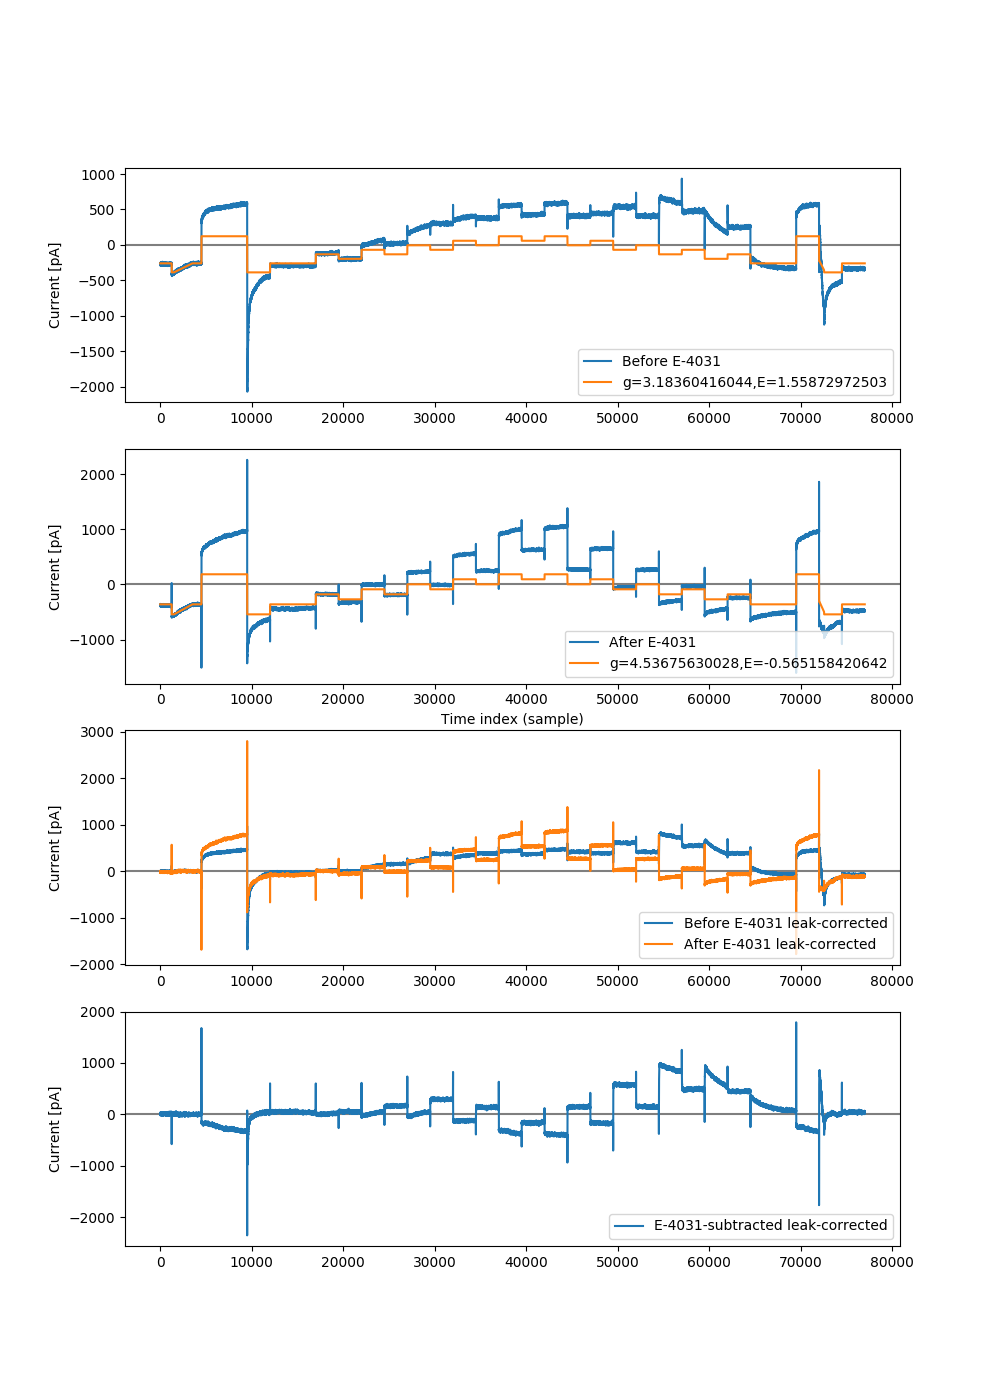 1000
500
0
−500
−1000
−1500
−2000
Current [pA]
Before E-4031
g=3.18360416044,E=1.55872972503
0 10000 20000 30000 40000 50000 60000 70000 80000
2000
1000
0
−1000
Current [pA]
After E-4031
g=4.53675630028,E=-0.565158420642
0 10000 20000 30000 40000 50000 60000 70000 80000
Time index (sample)
3000
2000
1000
0
−1000
−2000
Current [pA]
Before E-4031 leak-corrected
After E-4031 leak-corrected
0 10000 20000 30000 40000 50000 60000 70000 80000
2000
1000
0
−1000
−2000
Current [pA]
E-4031-subtracted leak-corrected
0 10000 20000 30000 40000 50000 60000 70000 80000